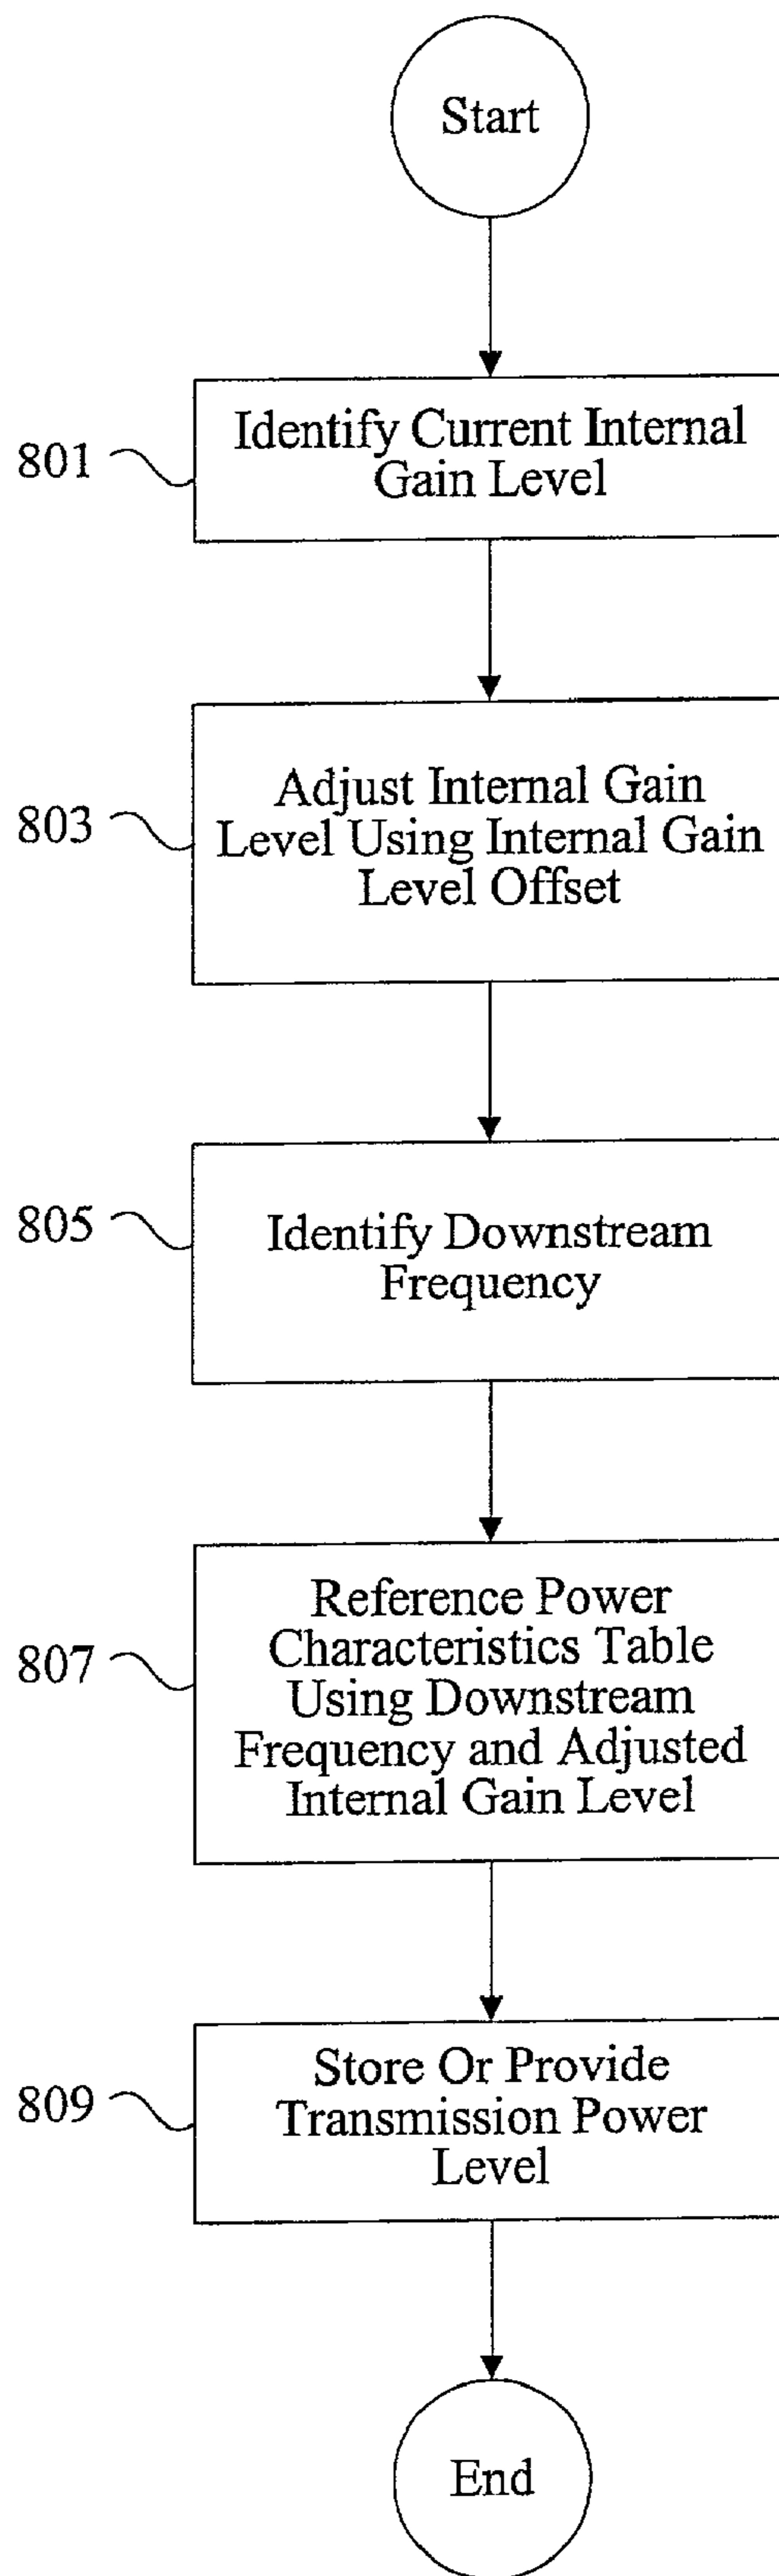 Start
801
Identify Current Internal
Gain Level
803
Adjust Internal Gain
Level Using Internal Gain
Level Offset
805
Identify Downstream
Frequency
807
Reference Power
Characteristics Table
Using Downstream
Frequency and Adjusted
Internal Gain Level
809
Store Or Provide
Transmission Power
Level
End